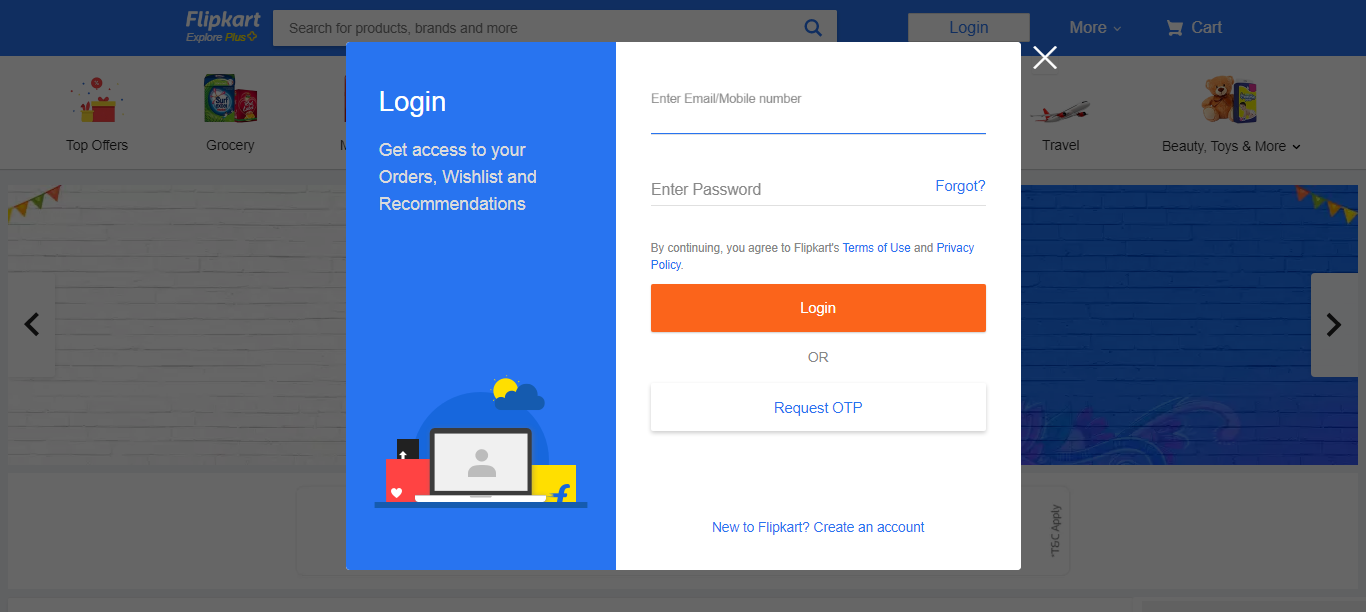 Flipkart
Explore Plus
Search for products, brands and more
Login
More
Cart
Top Offers
Grocery
M
Travel
Beauty, Toys & More
Login
Get access to your
Orders, Wishlist and
Recommendations
Enter Email/Mobile number
Enter Password
Forgot?
By continuing, you agree to Flipkart's Terms of Use and Privacy
Policy.
Login
OR
Request OTP
New to Flipkart? Create an account
*T&C Apply